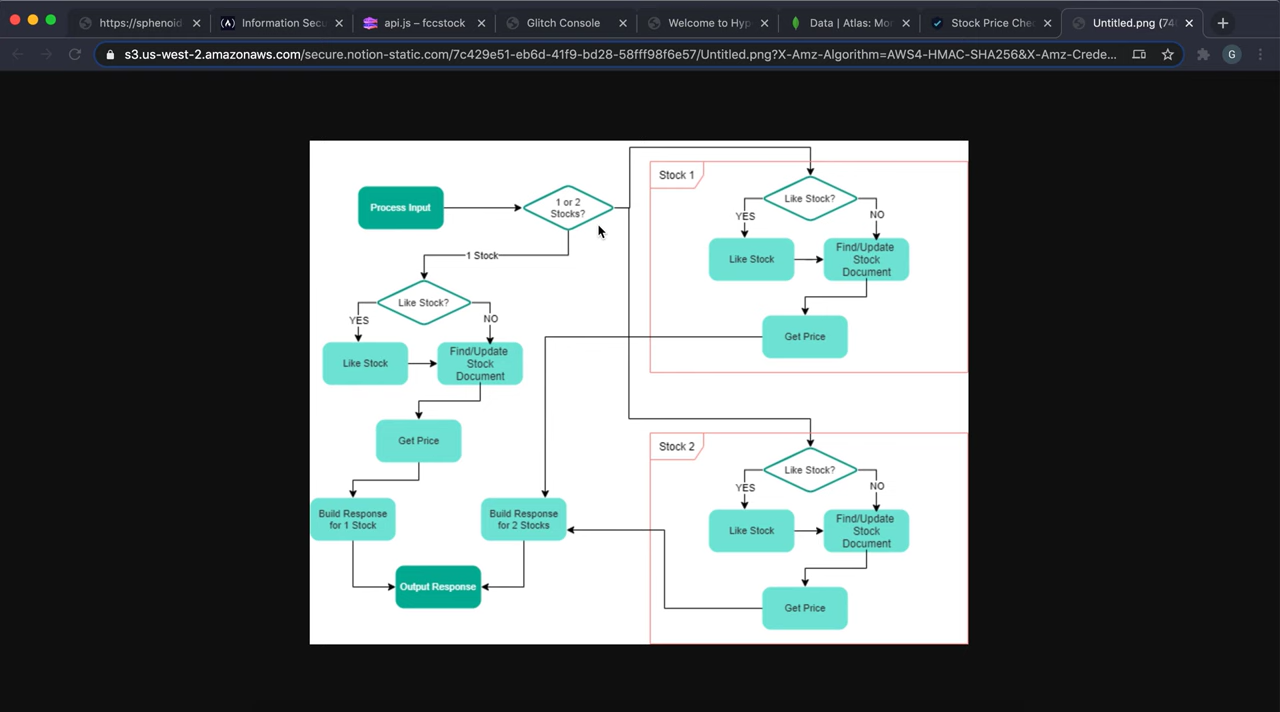 https://sphenoid
Information Secu
api.js – fccstock
Glitch Console
Welcome to Hyp
Data | Atlas: Mon
Stock Price Che
Untitled.png (74
s3.us-west-2.amazonaws.com/secure.notion-static.com/7c429e51-eb6d-41f9-bd28-58fff98f6e57/Untitled.png?X-Amz-Algorithm=AWS4-HMAC-SHA256&X-Amz-Crede...
G
Process Input
1 or 2
Stocks?
1 Stock
Like Stock?
YES
NO
Like Stock
Find/Update
Stock
Document
Get Price
Build Response
for 1 Stock
Build Response
for 2 Stocks
Output Response
Stock 1
Like Stock?
YES
NO
Like Stock
Find/Update
Stock
Document
Get Price
Stock 2
Like Stock?
YES
NO
Like Stock
Find/Update
Stock
Document
Get Price